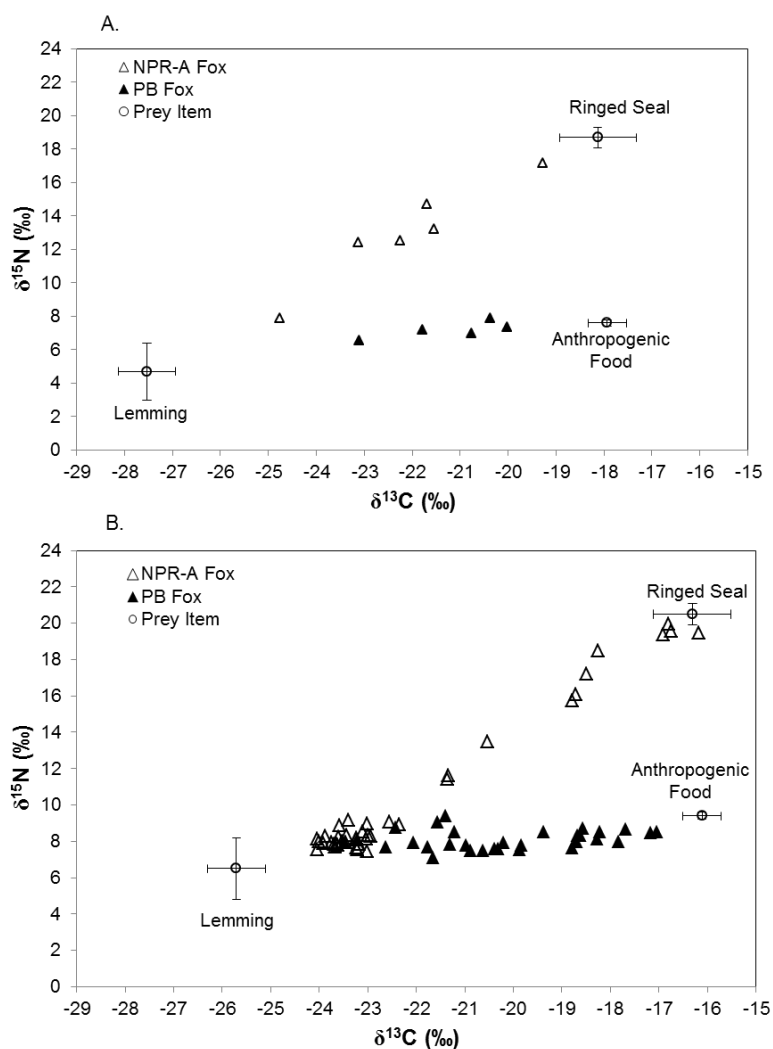 A.
24
22
20
18
16
14
12
10
8
6
4
2
0
δ15N (‰)
NPR-A Fox
PB Fox
Prey Item
Ringed Seal
Anthropogenic
Food
Lemming
-29 -28 -27 -26 -25 -24 -23 -22 -21 -20 -19 -18 -17 -16 -15
δ13C (‰)
B.
24
22
20
18
16
14
12
10
8
6
4
2
0
δ15N (‰)
NPR-A Fox
PB Fox
Prey Item
Ringed Seal
Anthropogenic
Food
Lemming
-29 -28 -27 -26 -25 -24 -23 -22 -21 -20 -19 -18 -17 -16 -15
δ13C (‰)